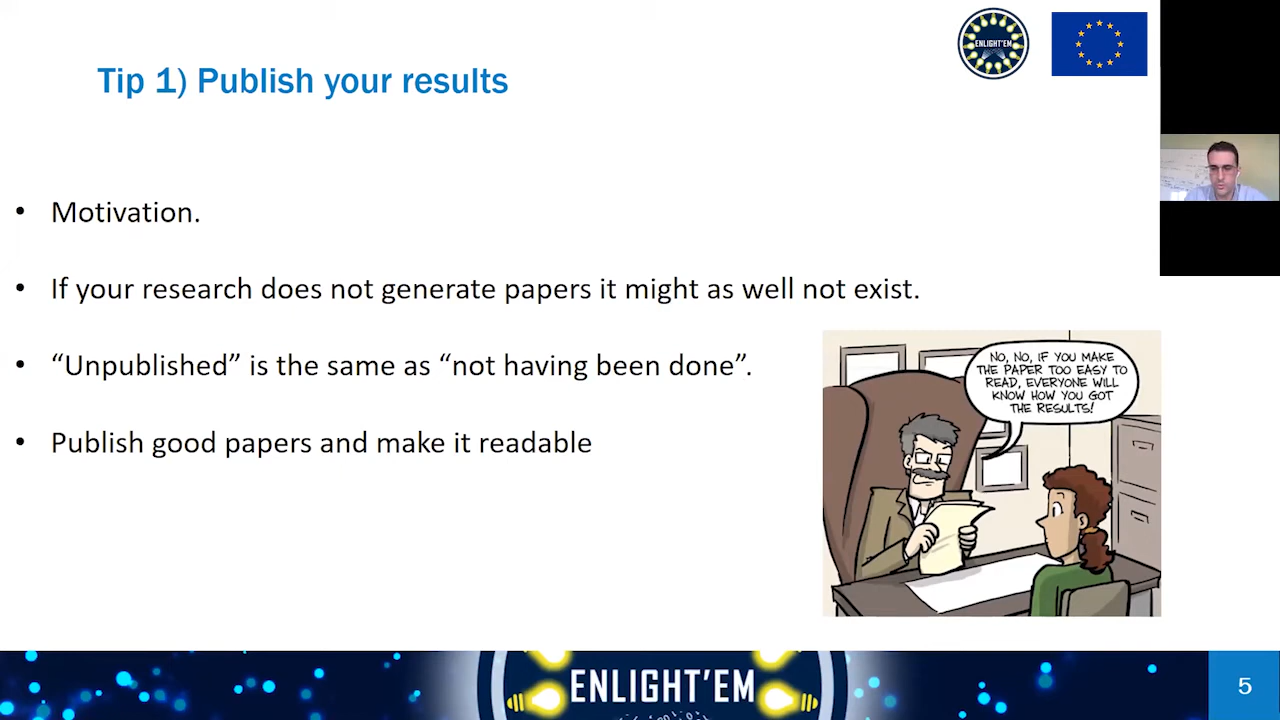 ENLIGHT'EM
Tip 1) Publish your results
• Motivation.
• If your research does not generate papers it might as well not exist.
• “Unpublished” is the same as “not having been done”.
• Publish good papers and make it readable
NO, NO, IF YOU MAKE
THE PAPER TOO EASY TO
READ, EVERYONE WILL
KNOW HOW YOU GOT
THE RESULTS!
ENLIGHT'EM
5